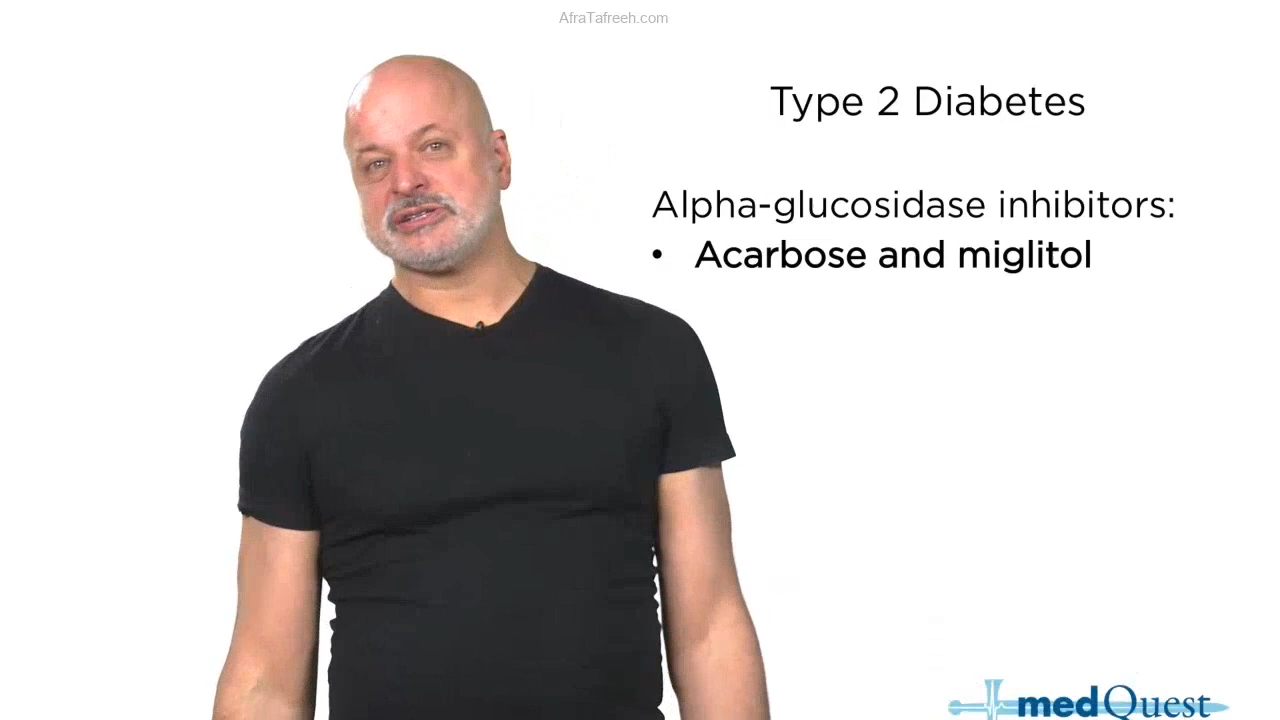 AfraTafreeh.com
Type 2 Diabetes
Alpha-glucosidase inhibitors:
• Acarbose and miglitol
medQuest